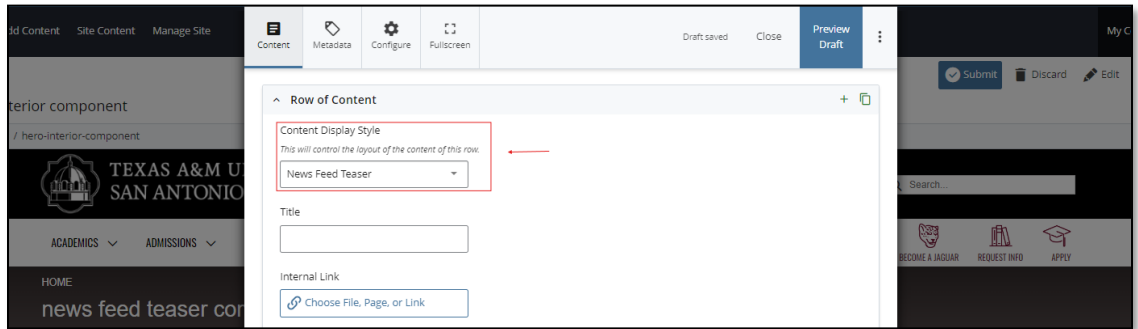 dd Content Site Content Manage Site
Content Metadata Configure Fullscreen Draft saved Close Preview Draft
My C
Submit Discard Edit
terior component
/ hero-interior-component
Row of Content
Content Display Style
This will control the layout of the content of this row.
News Feed Teaser
TEXAS A&M U
SAN ANTONIO
Search...
Title
ACADEMICS ADMISSIONS
BECOME A JAGUAR REQUEST INFO APPLY
Internal Link
HOME
Choose File, Page, or Link
news feed teaser cor